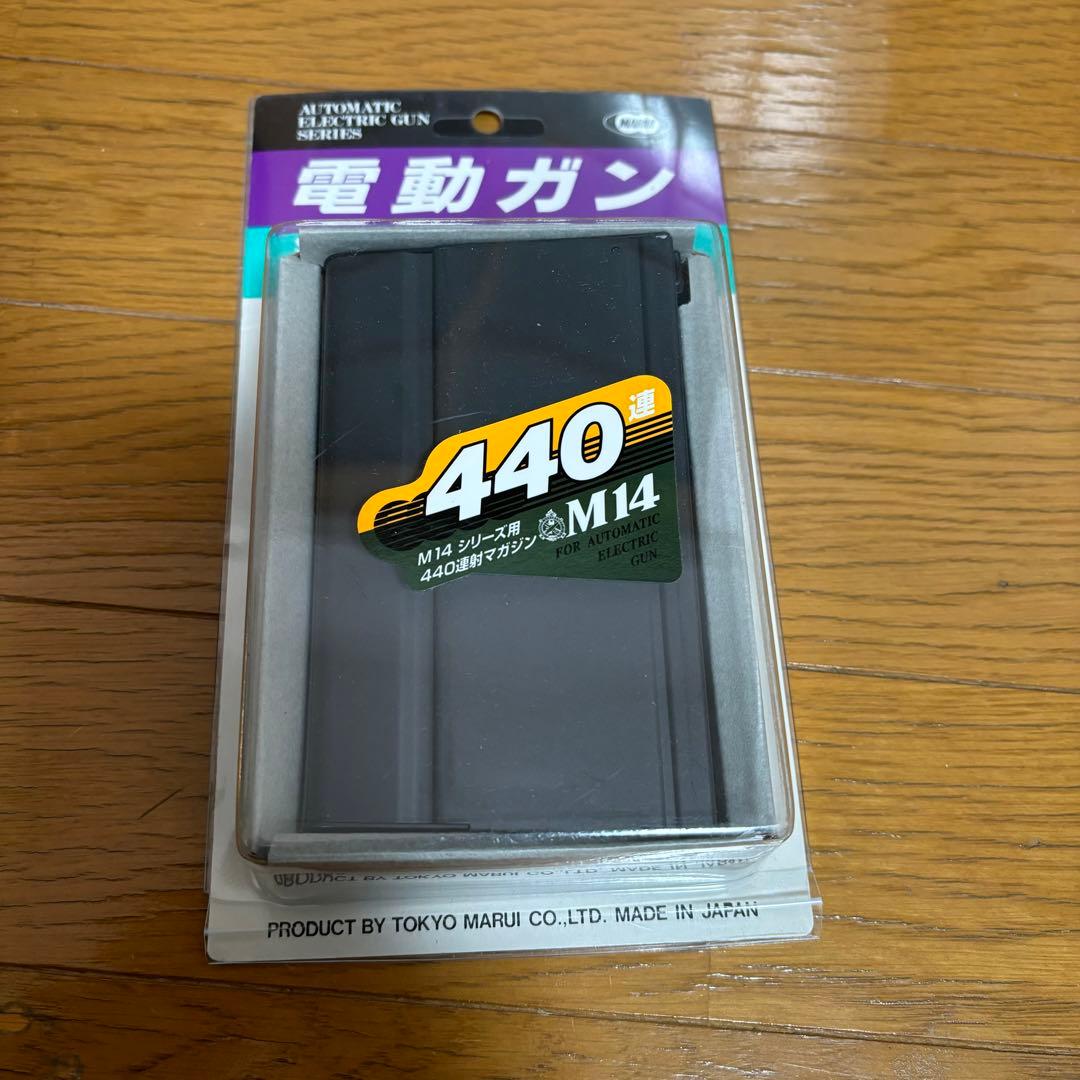 AUTOMATIC
ELECTRIC GUN
SERIES
MARUI
電動ガン
440連
M14 シリーズ用
440連射マガジン
M14
FOR AUTOMATIC
ELECTRIC
GUN
PRODUCT BY TOKYO MARUI CO.,LTD. MADE IN JAPAN